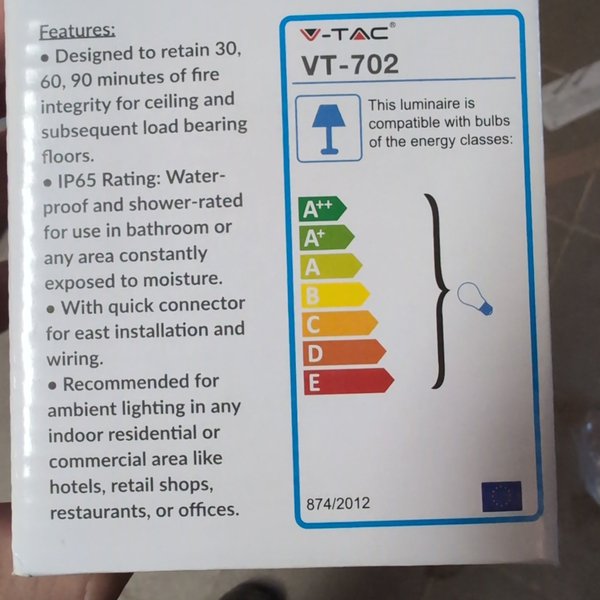 Features:
• Designed to retain 30,
60, 90 minutes of fire
integrity for ceiling and
subsequent load bearing
floors.
• IP65 Rating: Water-
proof and shower-rated
for use in bathroom or
any area constantly
exposed to moisture.
• With quick connector
for east installation and
wiring.
• Recommended for
ambient lighting in any
indoor residential or
commercial area like
hotels, retail shops,
restaurants, or offices.
V-TAC®
VT-702
This luminaire is
compatible with bulbs
of the energy classes:
A++
A+
A
B
C
D
E
874/2012